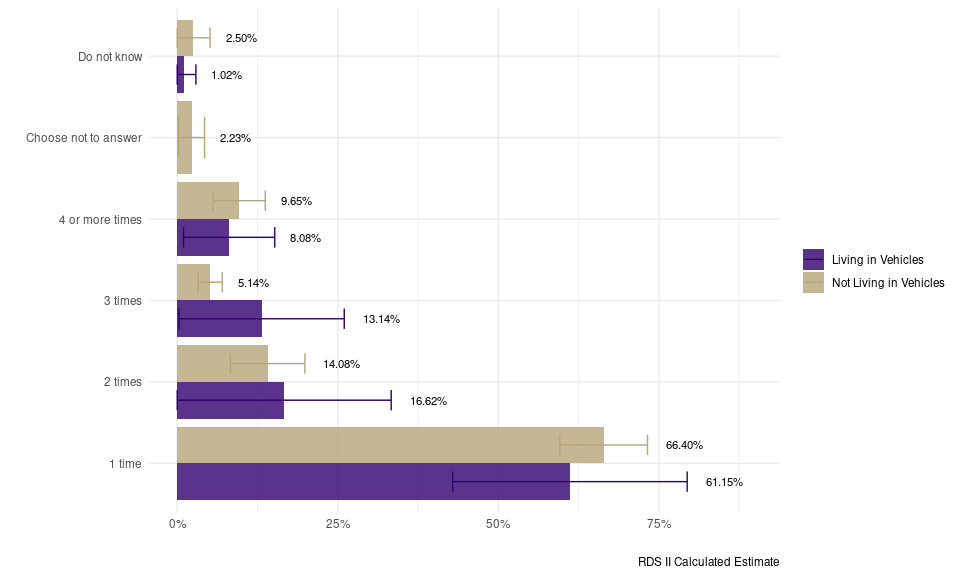 Do not know
2.50%
1.02%
Choose not to answer
2.23%
4 or more times
9.65%
8.08%
3 times
5.14%
13.14%
2 times
14.08%
16.62%
1 time
66.40%
61.15%
0%
25%
50%
75%
RDS II Calculated Estimate
Living in Vehicles
Not Living in Vehicles